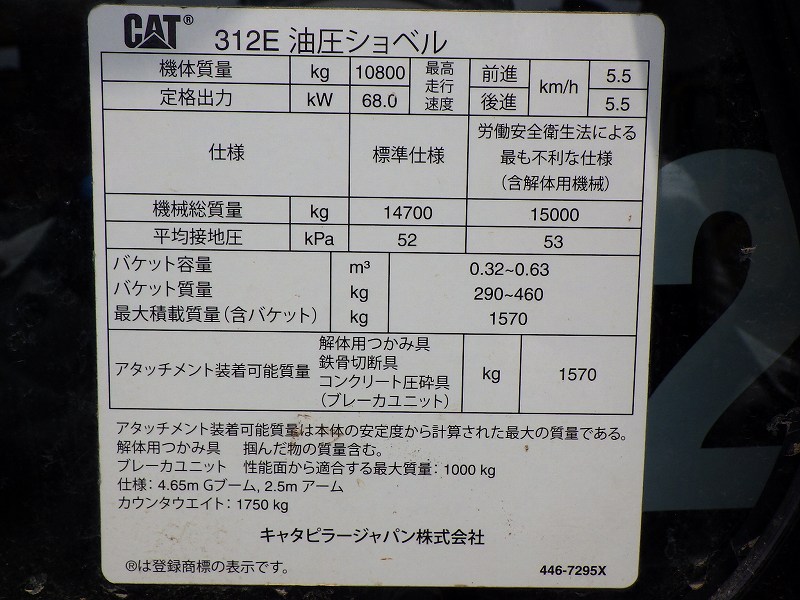 CAT® 312E 油圧ショベル
機体質量 kg 10800 最高走行速度 前進 km/h 5.5
定格出力 kW 68.0 後進 5.5
仕様 標準仕様 労働安全衛生法による
最も不利な仕様
(含解体用機械)
機械総質量 kg 14700 15000
平均接地圧 kPa 52 53
バケット容量 m³ 0.32~0.63
バケット質量 kg 290~460
最大積載質量(含バケット) kg 1570
アタッチメント装着可能質量 解体用つかみ具
鉄骨切断具
コンクリート圧砕具
(ブレーカユニット) kg 1570
アタッチメント装着可能質量は本体の安定度から計算された最大の質量である。
解体用つかみ具 掴んだ物の質量含む。
ブレーカユニット 性能面から適合する最大質量: 1000 kg
仕様: 4.65m Gブーム, 2.5m アーム
カウンタウエイト: 1750 kg
キャタピラージャパン株式会社
®は登録商標の表示です。 446-7295X
2